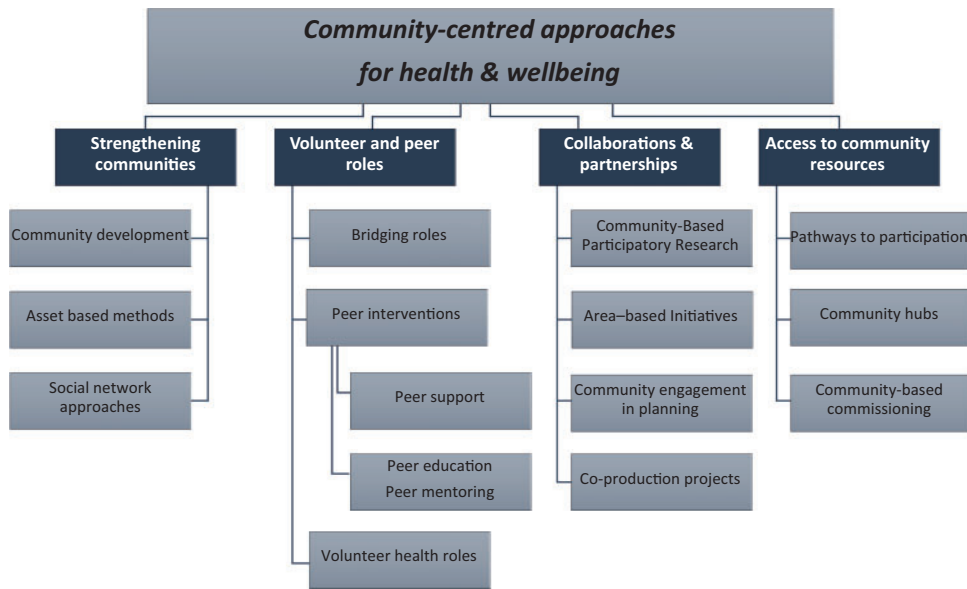 Community-centred approaches
for health & wellbeing
Strengthening
communities
Community development
Asset based methods
Social network
approaches
Volunteer and peer
roles
Bridging roles
Peer interventions
Peer support
Peer education
Peer mentoring
Volunteer health roles
Collaborations &
partnerships
Community-Based
Participatory Research
Area–based Initiatives
Community engagement
in planning
Co-production projects
Access to community
resources
Pathways to participation
Community hubs
Community-based
commissioning